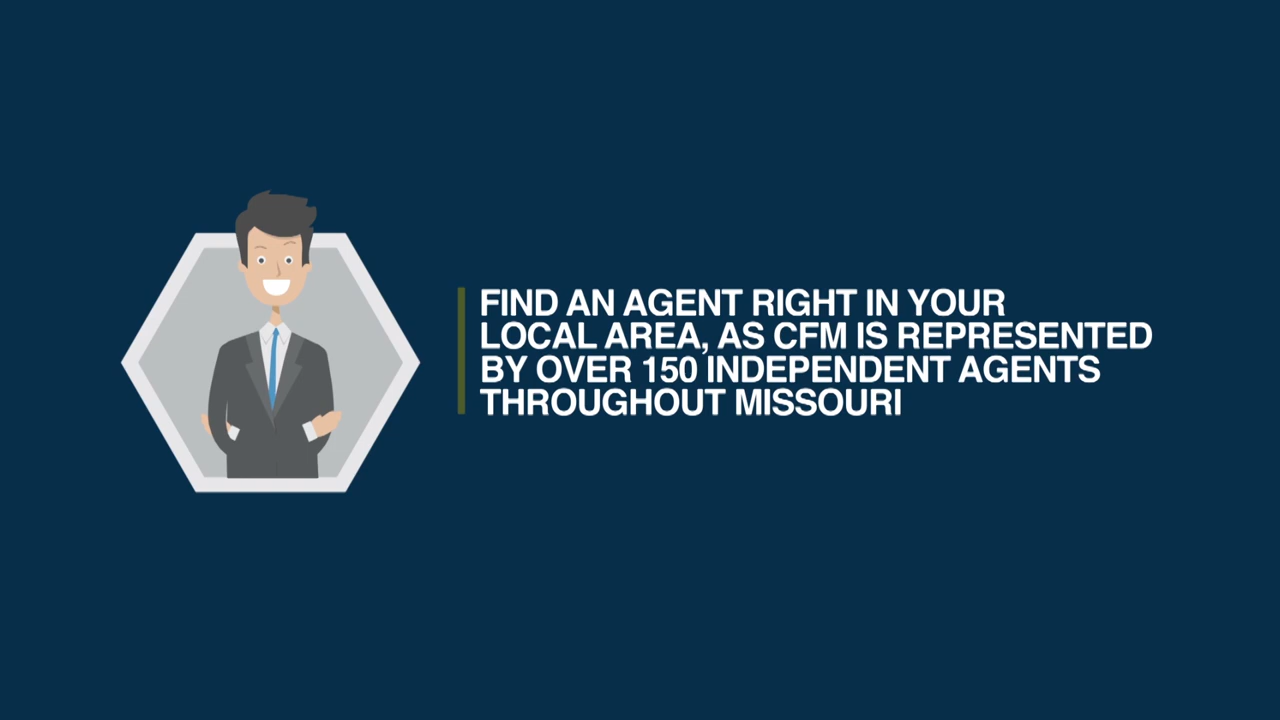 FIND AN AGENT RIGHT IN YOUR
LOCAL AREA, AS CFM IS REPRESENTED
BY OVER 150 INDEPENDENT AGENTS
THROUGHOUT MISSOURI